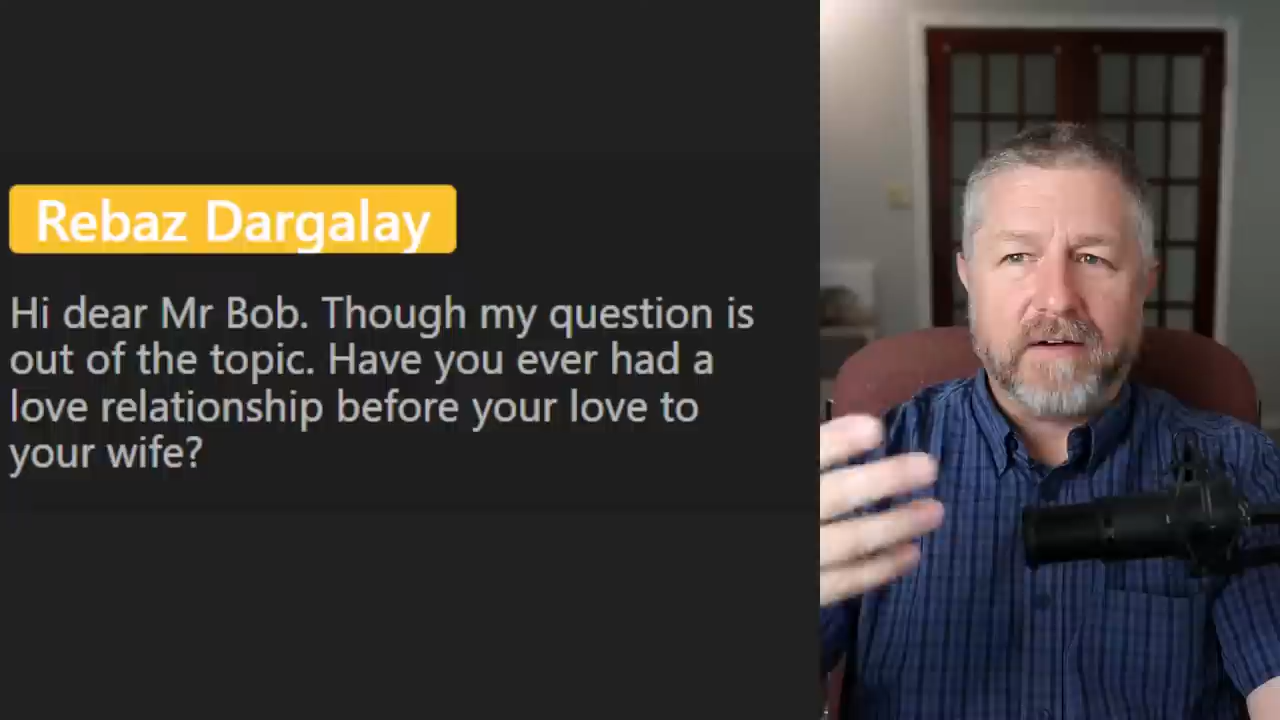 Rebaz Dargalay
Hi dear Mr Bob. Though my question is
out of the topic. Have you ever had a
love relationship before your love to
your wife?